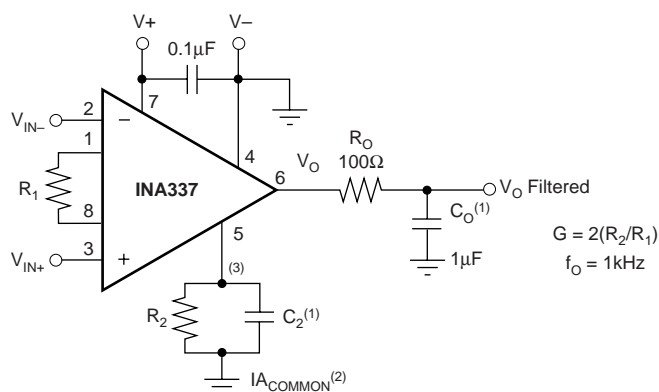 V+
V−
0.1μF
7
V_IN− 2 −
1
4
R_1
INA337
8
V_IN+ 3 +
6
V_O
R_O
100Ω
V_O Filtered
C_O(1)
1μF
G = 2(R_2/R_1)
f_O = 1kHz
5
(3)
R_2
C_2(1)
IA_COMMON(2)